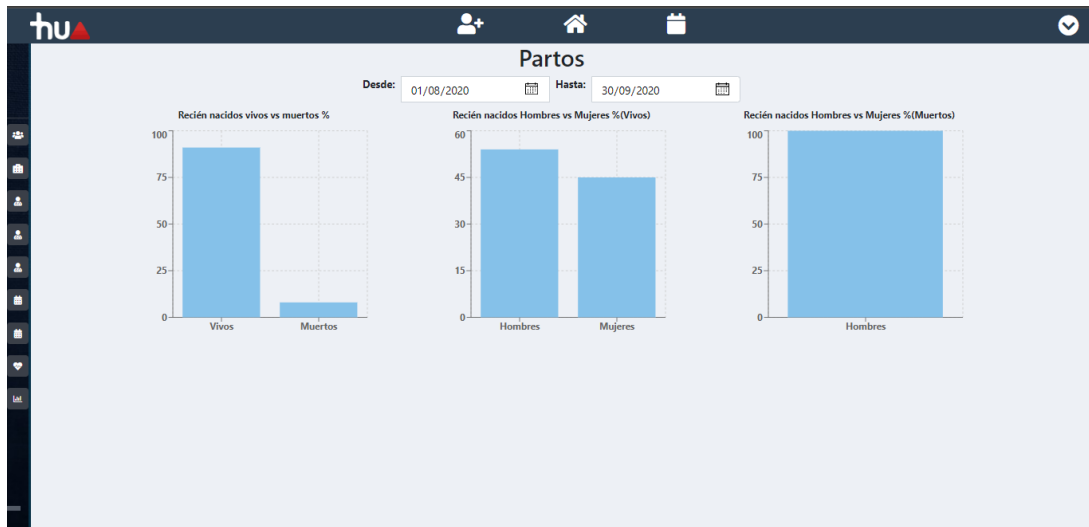 hu
Partos
Desde: 01/08/2020 Hasta: 30/09/2020
Recién nacidos vivos vs muertos %
100
75
50
25
0
Vivos Muertos
Recién nacidos Hombres vs Mujeres %(Vivos)
60
45
30
15
0
Hombres Mujeres
Recién nacidos Hombres vs Mujeres %(Muertos)
100
75
50
25
0
Hombres